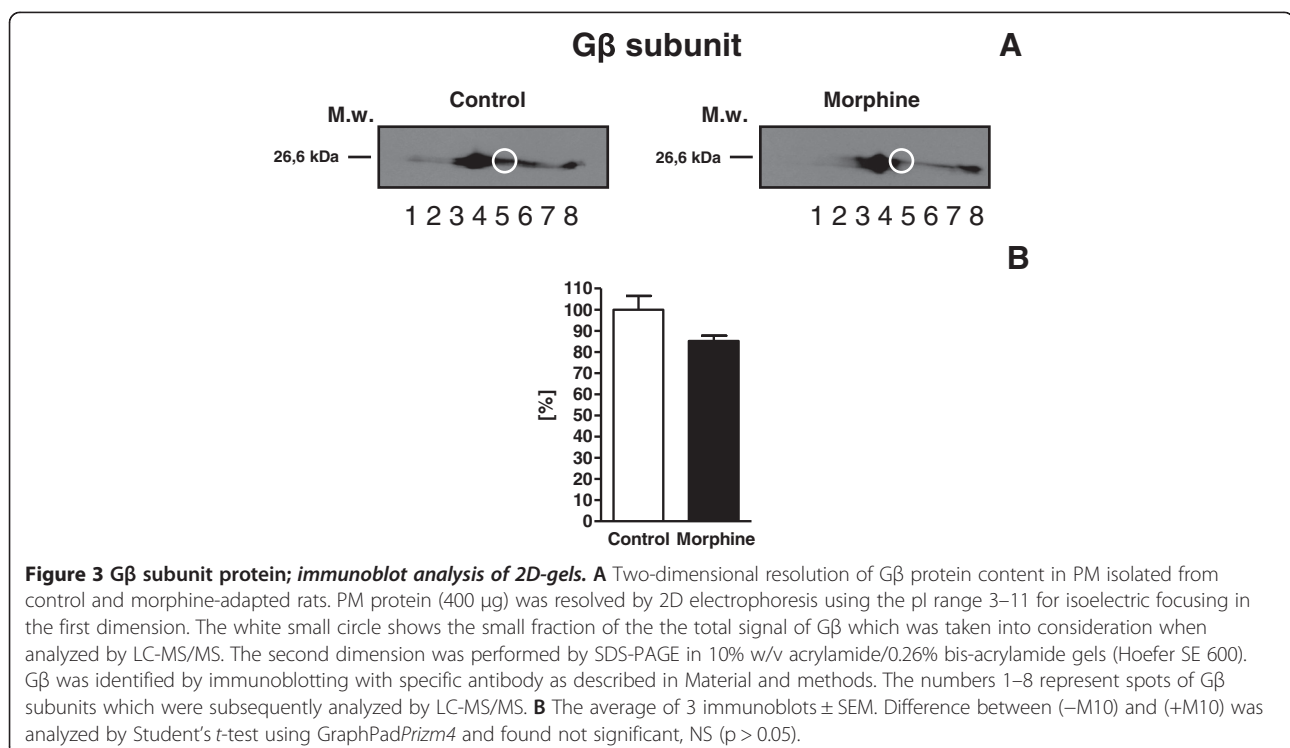 Gβ subunit A
Control Morphine
M.w. M.w.
26,6 kDa 26,6 kDa
1 2 3 4 5 6 7 8 1 2 3 4 5 6 7 8
B
110
100
90
80
70
60
50
40
30
20
10
0
[%]
Control Morphine
Figure 3 Gβ subunit protein; immunoblot analysis of 2D-gels. A Two-dimensional resolution of Gβ protein content in PM isolated from
control and morphine-adapted rats. PM protein (400 μg) was resolved by 2D electrophoresis using the pI range 3–11 for isoelectric focusing in
the first dimension. The white small circle shows the small fraction of the the total signal of Gβ which was taken into consideration when
analyzed by LC-MS/MS. The second dimension was performed by SDS-PAGE in 10% w/v acrylamide/0.26% bis-acrylamide gels (Hoefer SE 600).
Gβ was identified by immunoblotting with specific antibody as described in Material and methods. The numbers 1–8 represent spots of Gβ
subunits which were subsequently analyzed by LC-MS/MS. B The average of 3 immunoblots ± SEM. Difference between (−M10) and (+M10) was
analyzed by Student's t-test using GraphPadPrizm4 and found not significant, NS (p > 0.05).